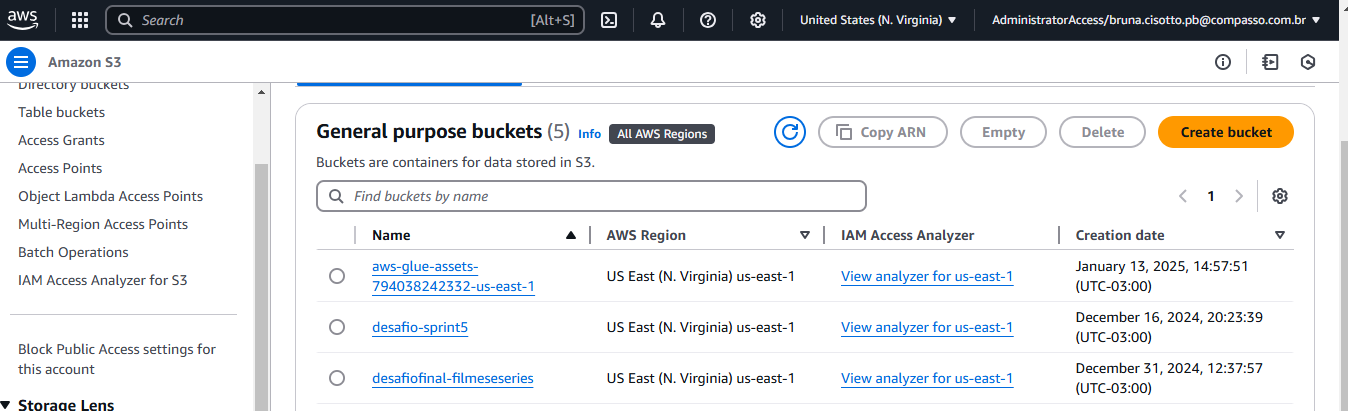 aws
Search [Alt+S]
United States (N. Virginia)
AdministratorAccess/bruna.cisotto.pb@compasso.com.br
Amazon S3
Directory buckets
Table buckets
Access Grants
Access Points
Object Lambda Access Points
Multi-Region Access Points
Batch Operations
IAM Access Analyzer for S3
Block Public Access settings for
this account
Storage Lens
General purpose buckets (5) Info All AWS Regions
Copy ARN
Empty
Delete
Create bucket
Buckets are containers for data stored in S3.
Find buckets by name
1
Name AWS Region IAM Access Analyzer Creation date
aws-glue-assets-
794038242332-us-east-1
US East (N. Virginia) us-east-1
View analyzer for us-east-1
January 13, 2025, 14:57:51
(UTC-03:00)
desafio-sprint5
US East (N. Virginia) us-east-1
View analyzer for us-east-1
December 16, 2024, 20:23:39
(UTC-03:00)
desafiofinal-filmeseseries
US East (N. Virginia) us-east-1
View analyzer for us-east-1
December 31, 2024, 12:37:57
(UTC-03:00)